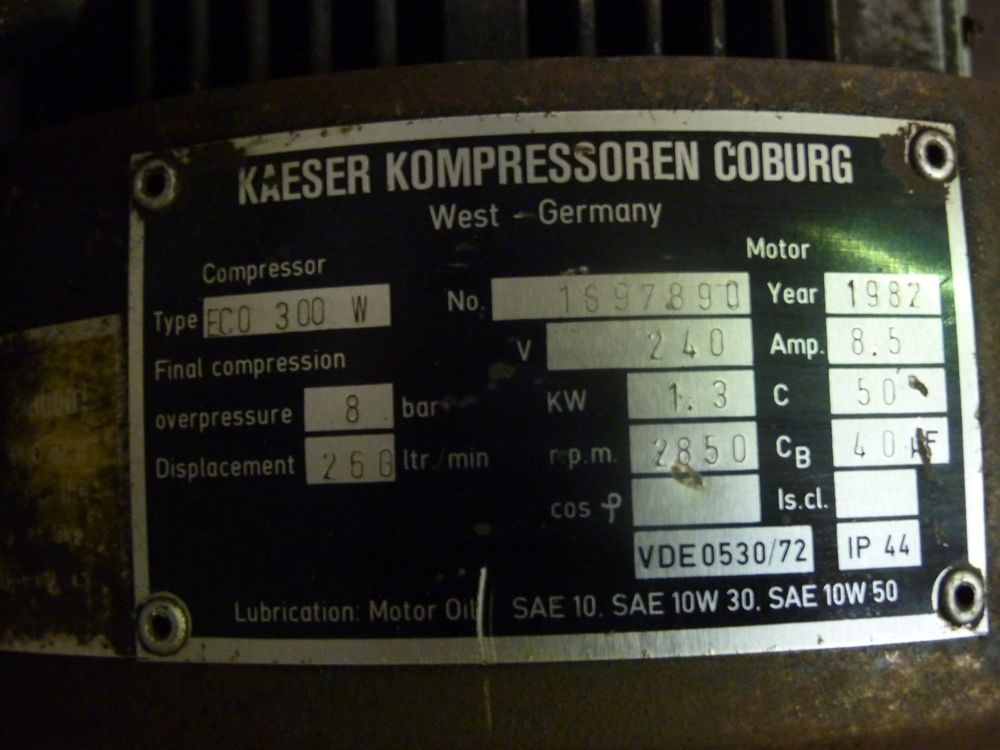 KAESER KOMPRESSOREN COBURG
West - Germany
Motor
Compressor
Type ECO 300 W No. 1697890 Year 1982
V 240 Amp. 8.5
Final compression
overpressure 8 bar KW 1.3 C 50
Displacement 260 ltr./min r.p.m. 2850 CB 40 µF
cos φ Is.cl.
VDE 0530/72 IP 44
Lubrication: Motor Oil SAE 10. SAE 10W 30. SAE 10W 50